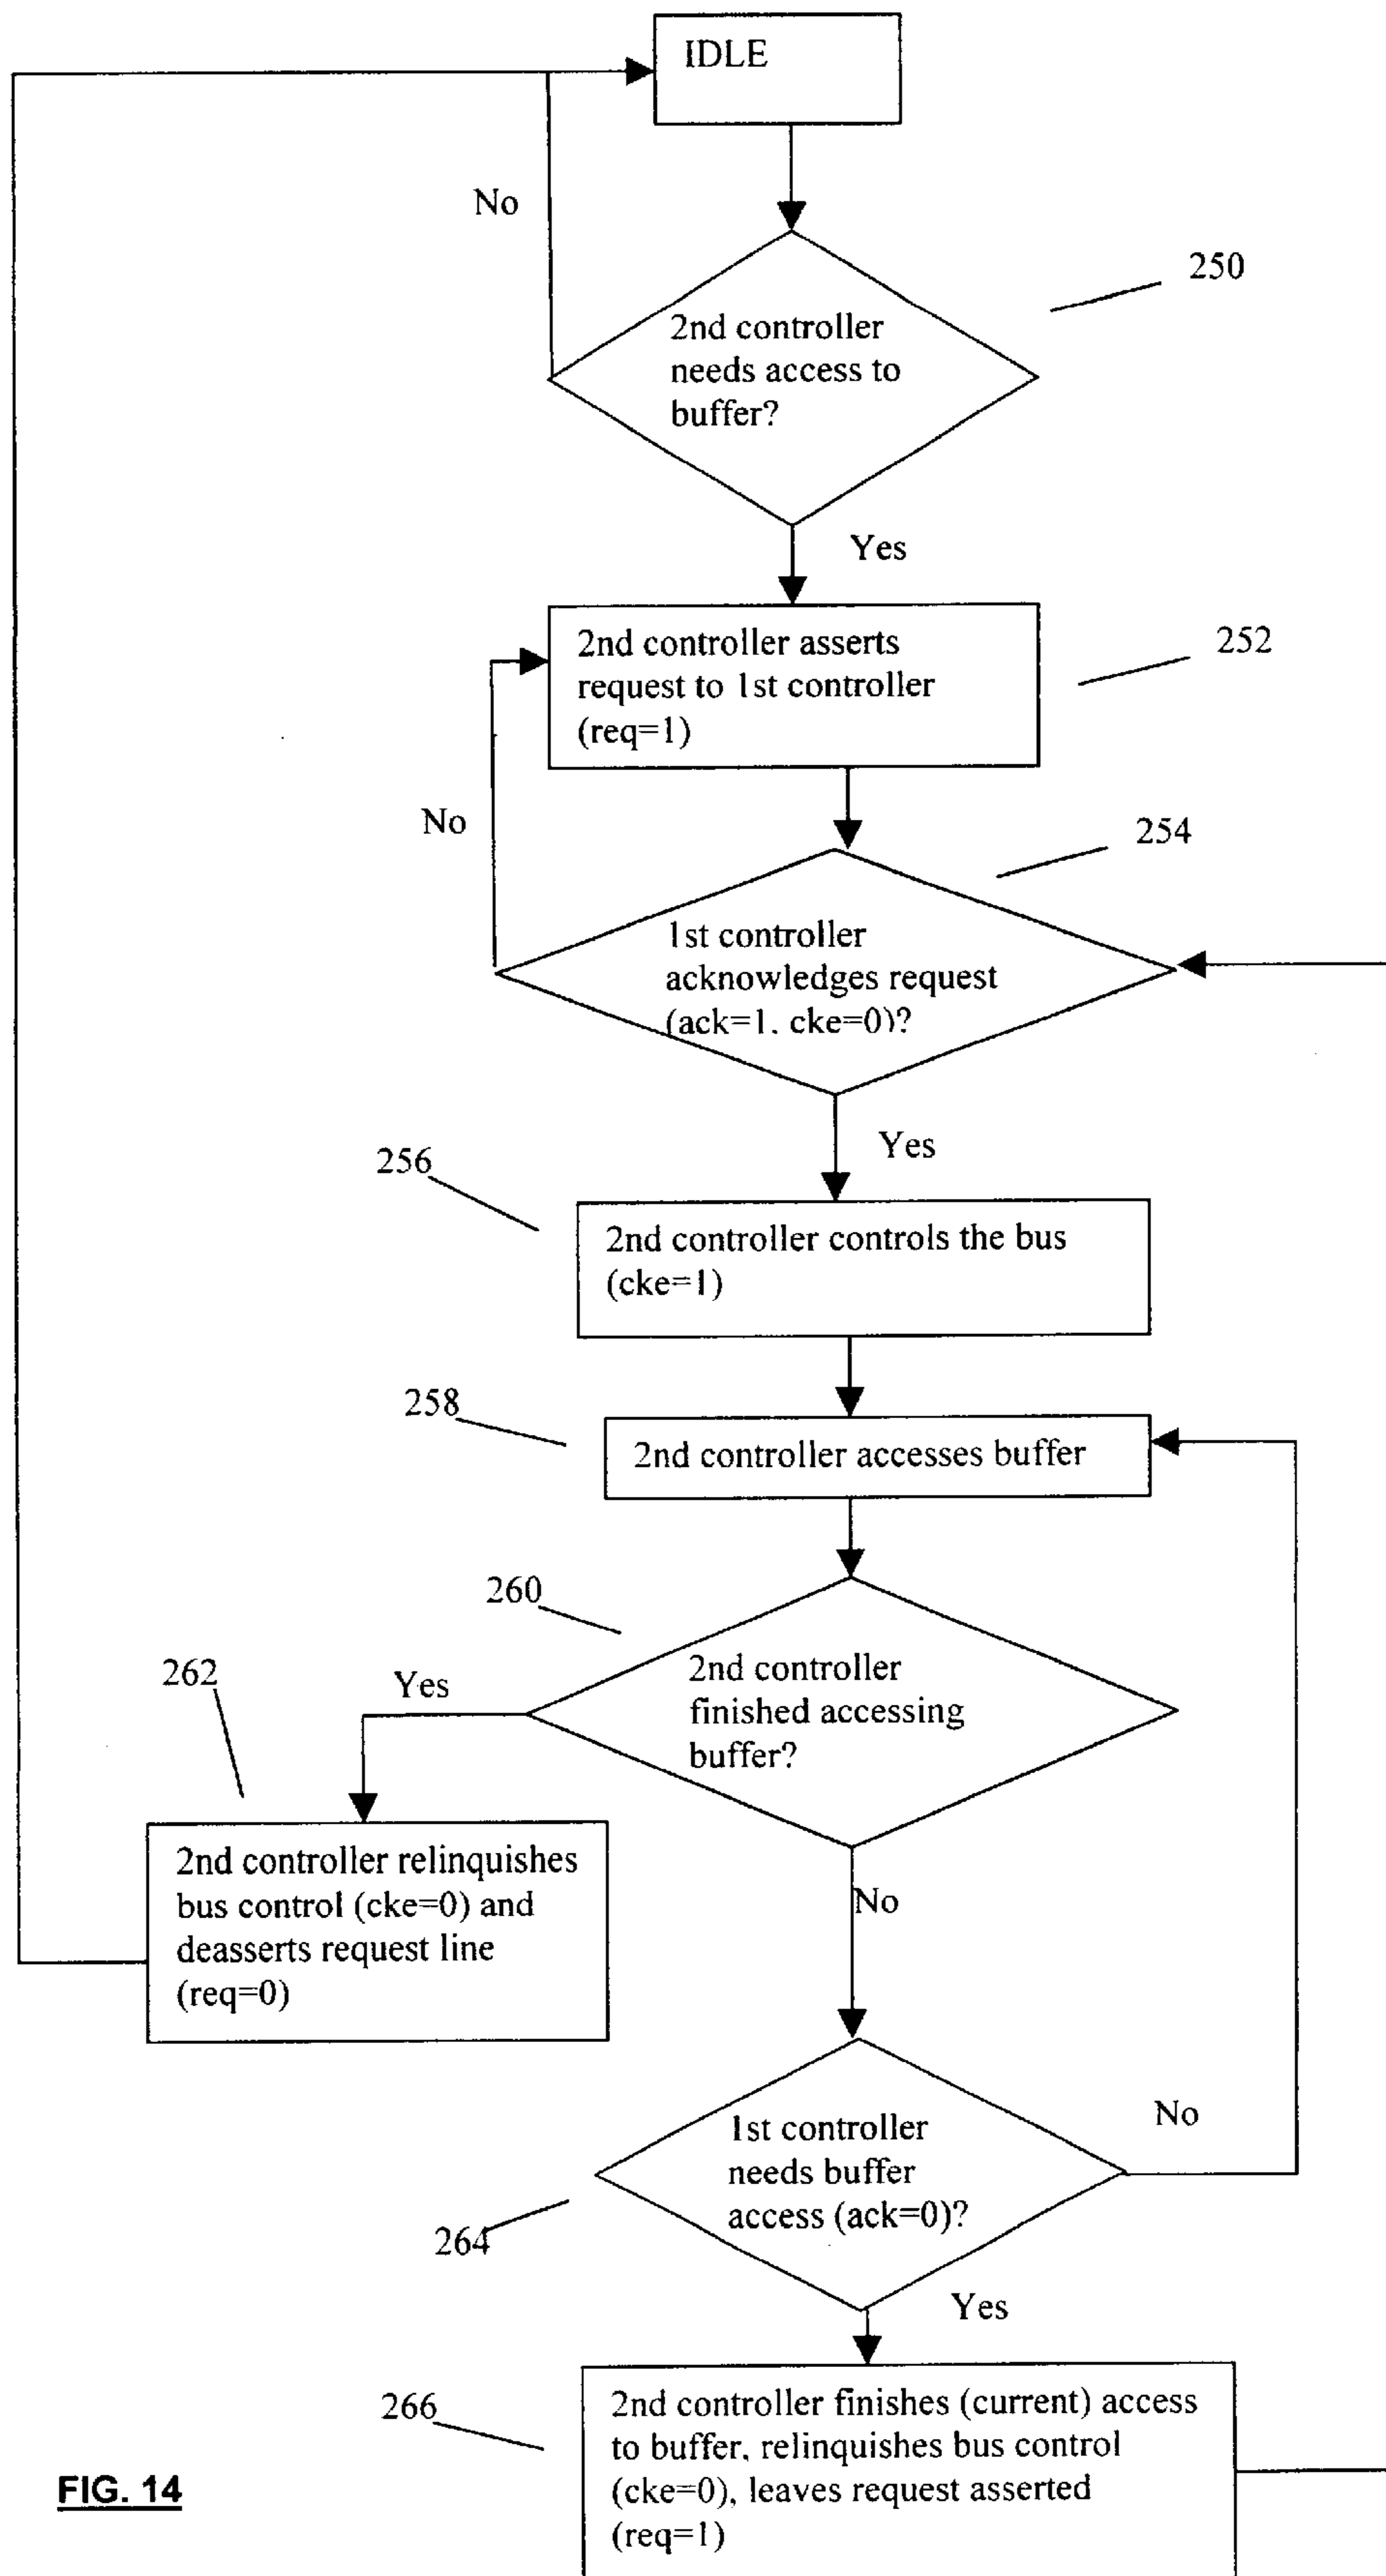 IDLE
No
250
2nd controller
needs access to
buffer?
Yes
2nd controller asserts
request to 1st controller
(req=1)
252
No
254
1st controller
acknowledges request
(ack=1, cke=0)?
Yes
256
2nd controller controls the bus
(cke=1)
258
2nd controller accesses buffer
260
2nd controller
finished accessing
buffer?
Yes
262
2nd controller relinquishes
bus control (cke=0) and
deasserts request line
(req=0)
No
1st controller
needs buffer
access (ack=0)?
No
264
Yes
266
2nd controller finishes (current) access
to buffer, relinquishes bus control
(cke=0), leaves request asserted
(req=1)
FIG. 14